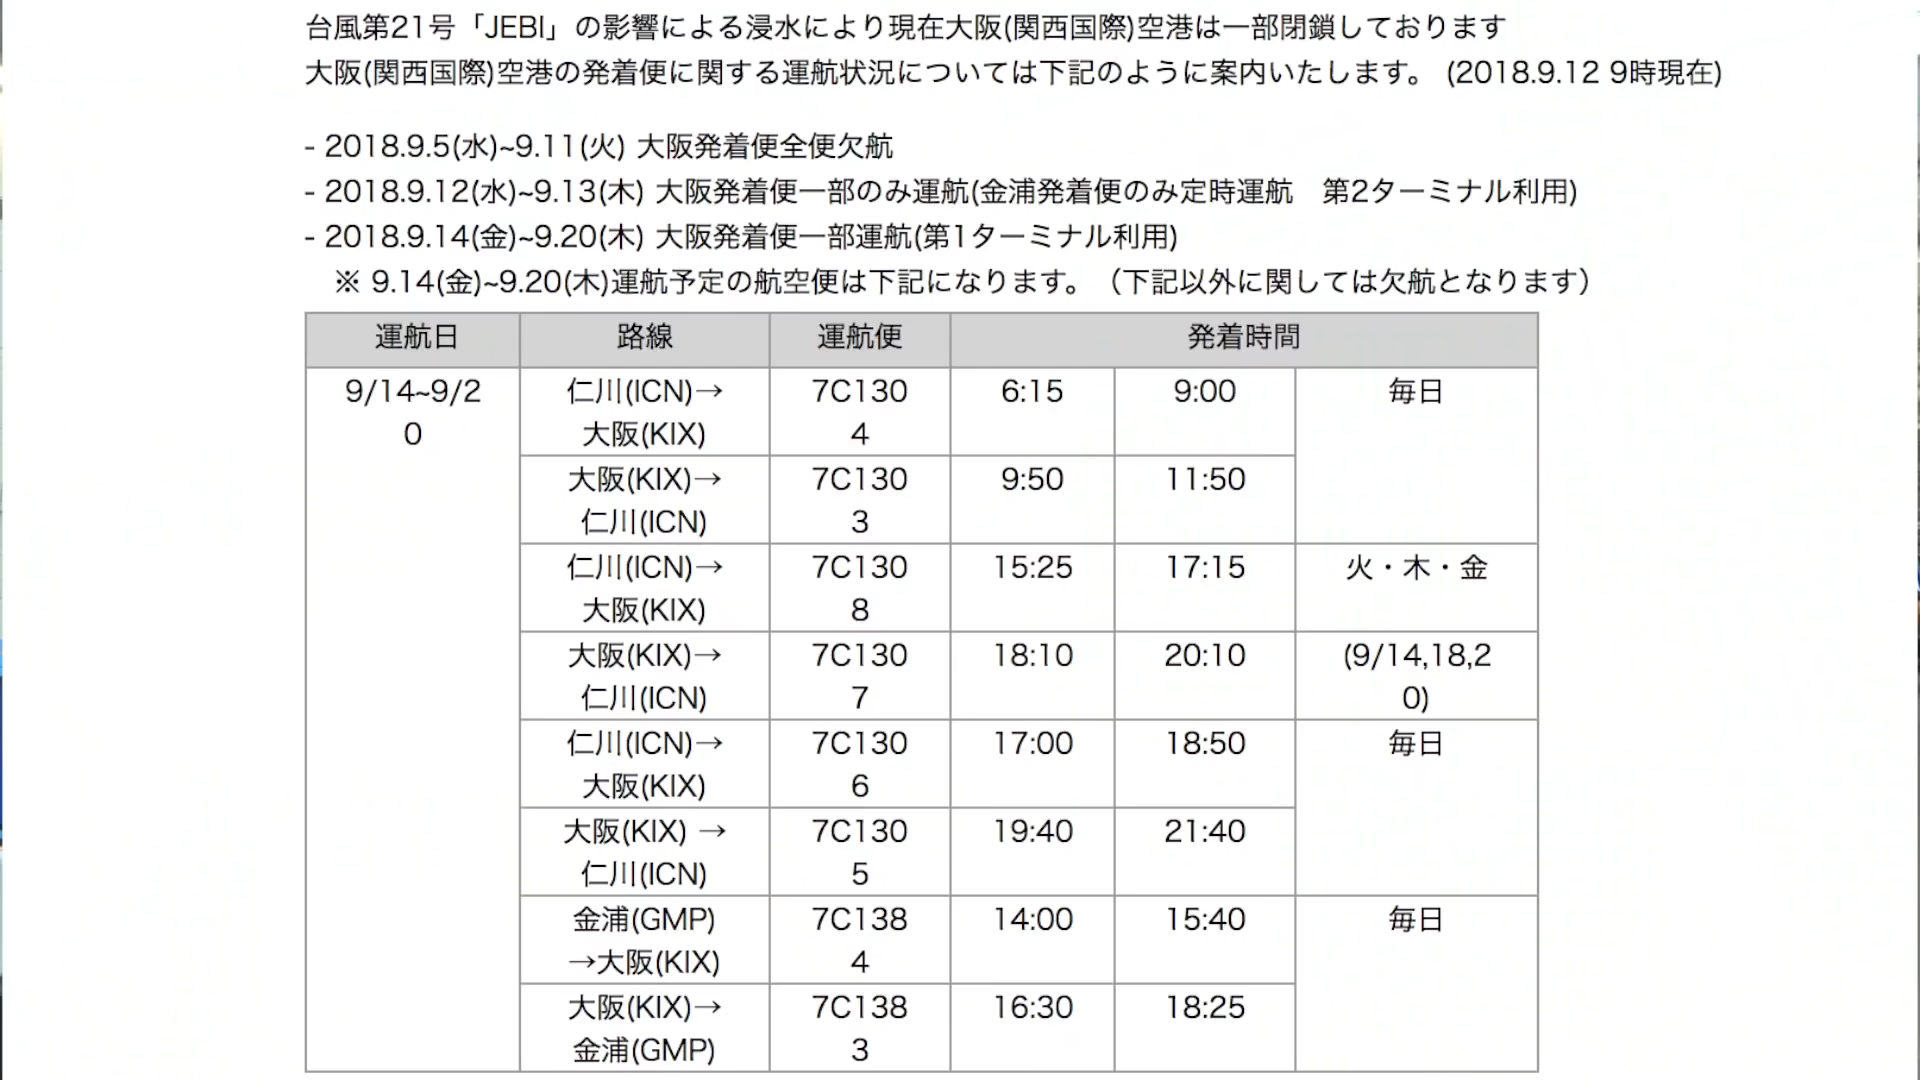 台風第21号「JEBI」の影響による浸水により現在大阪(関西国際)空港は一部閉鎖しております
大阪(関西国際)空港の発着便に関する運航状況については下記のように案内いたします。 (2018.9.12 9時現在)
- 2018.9.5(水)~9.11(火) 大阪発着便全便欠航
- 2018.9.12(水)~9.13(木) 大阪発着便一部のみ運航(金浦発着便のみ定時運航　第2ターミナル利用)
- 2018.9.14(金)~9.20(木) 大阪発着便一部運航(第1ターミナル利用)
※ 9.14(金)~9.20(木)運航予定の航空便は下記になります。（下記以外に関しては欠航となります）
運航日 路線 運航便 発着時間
9/14~9/2 仁川(ICN)→ 7C130 6:15 9:00 毎日
0 大阪(KIX) 4
大阪(KIX)→ 7C130 9:50 11:50
仁川(ICN) 3
仁川(ICN)→ 7C130 15:25 17:15 火・木・金
大阪(KIX) 8
大阪(KIX)→ 7C130 18:10 20:10 (9/14,18,2
仁川(ICN) 7 0)
仁川(ICN)→ 7C130 17:00 18:50 毎日
大阪(KIX) 6
大阪(KIX) → 7C130 19:40 21:40
仁川(ICN) 5
金浦(GMP) 7C138 14:00 15:40 毎日
→大阪(KIX) 4
大阪(KIX)→ 7C138 16:30 18:25
金浦(GMP) 3